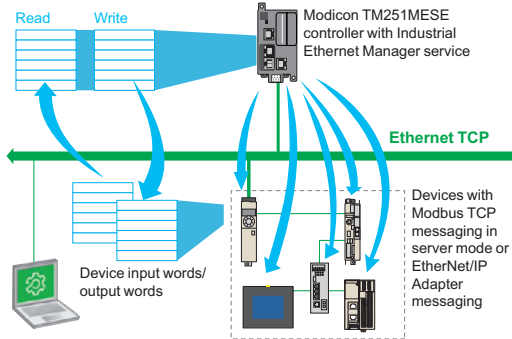 Read
Write
Modicon TM251MESE
controller with Industrial
Ethernet Manager service
Ethernet TCP
Devices with
Modbus TCP
messaging in
server mode or
EtherNet/IP
Adapter
messaging
Device input words/
output words